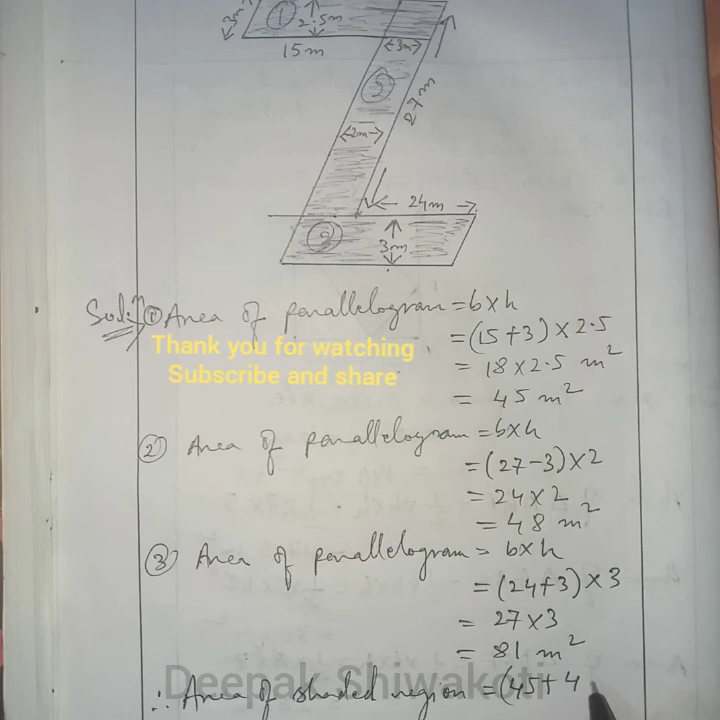 3m
①
2.5m
15m
3m
2
27m
2m
24m
3m
Solⁿ: ① Area of parallelogram = b×h
= (15+3)×2.5
Thank you for watching
= 18×2.5 m²
Subscribe and share
= 45 m²
② Area of parallelogram = b×h
= (27-3)×2
= 24×2
= 48 m²
③ Area of parallelogram = b×h
= (24+3)×3
= 27×3
= 81 m²
Deepak Shiwakoti
∴ Area of shaded region = (45+4